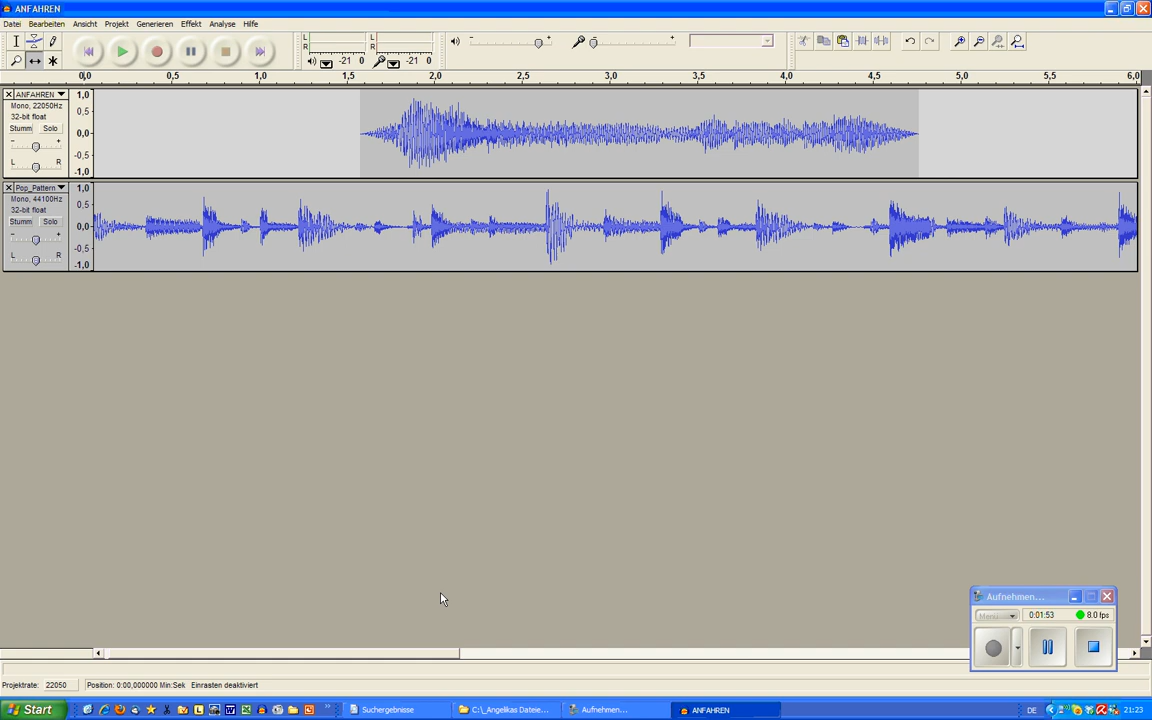 ANFAHREN
Datei Bearbeiten Ansicht Projekt Generieren Effekt Analyse Hilfe
L R L R
-21 0 -21 0
- + - +
0,0 0,5 1,0 1,5 2,0 2,5 3,0 3,5 4,0 4,5 5,0 5,5 6,0
ANFAHREN
Mono, 22050Hz
32-bit float
Stumm Solo
- +
L R
1,0
0,5
0,0
-0,5
-1,0
Pop_Pattern
Mono, 44100Hz
32-bit float
Stumm Solo
- +
L R
1,0
0,5
0,0
-0,5
-1,0
Aufnehmen...
Menü 0:01:53 8.0 fps
Projektrate: 22050 Position: 0:00,000000 Min:Sek Einrasten deaktiviert
Start Suchergebnisse C:\_Angelikas Dateie... Aufnehmen... ANFAHREN DE 21:23